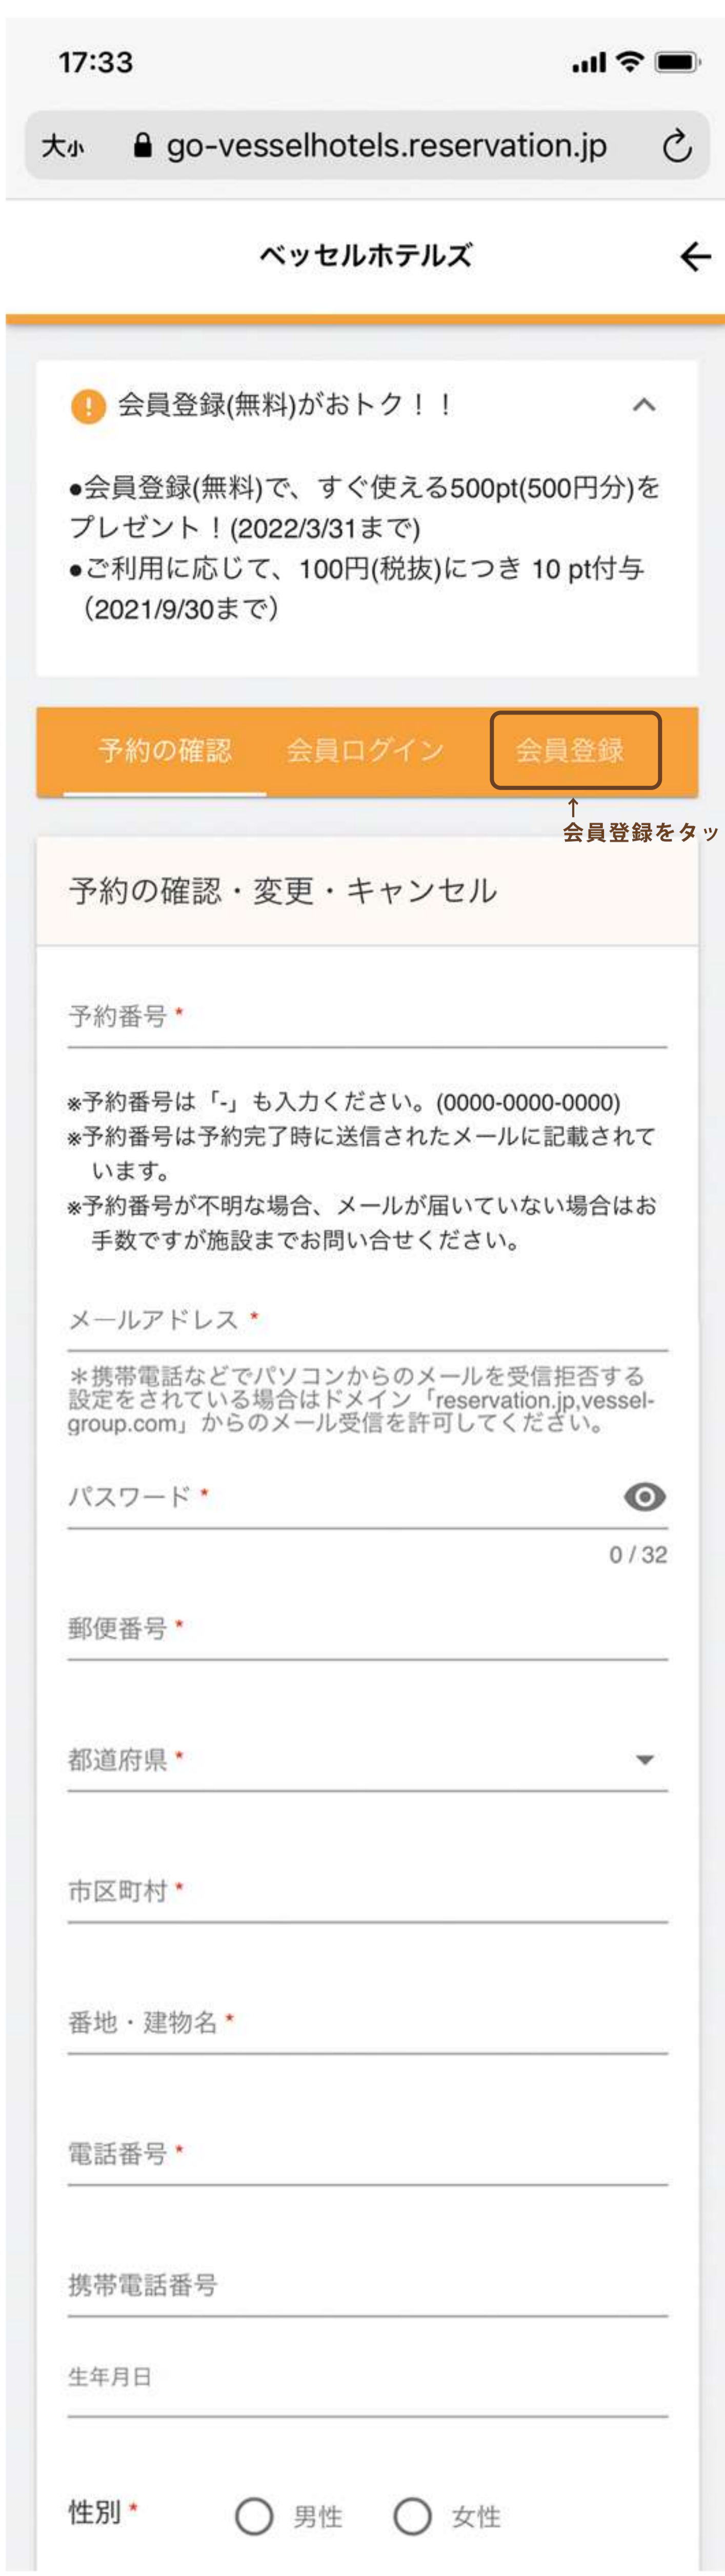 17:33
大小 go-vesselhotels.reservation.jp
ベッセルホテルズ
会員登録(無料)がおトク！！
●会員登録(無料)で、すぐ使える500pt(500円分)を
プレゼント！(2022/3/31まで)
●ご利用に応じて、100円(税抜)につき 10 pt付与
（2021/9/30まで）
予約の確認 会員ログイン 会員登録
↑
会員登録をタッ
予約の確認・変更・キャンセル
予約番号 *
※予約番号は「-」も入力ください。(0000-0000-0000)
※予約番号は予約完了時に送信されたメールに記載されて
います。
※予約番号が不明な場合、メールが届いていない場合はお
手数ですが施設までお問い合せください。
メールアドレス *
＊携帯電話などでパソコンからのメールを受信拒否する
設定をされている場合はドメイン「reservation.jp,vessel-
group.com」からのメール受信を許可してください。
パスワード *
0 / 32
郵便番号 *
都道府県 *
市区町村 *
番地・建物名 *
電話番号 *
携帯電話番号
生年月日
性別 * 男性 女性